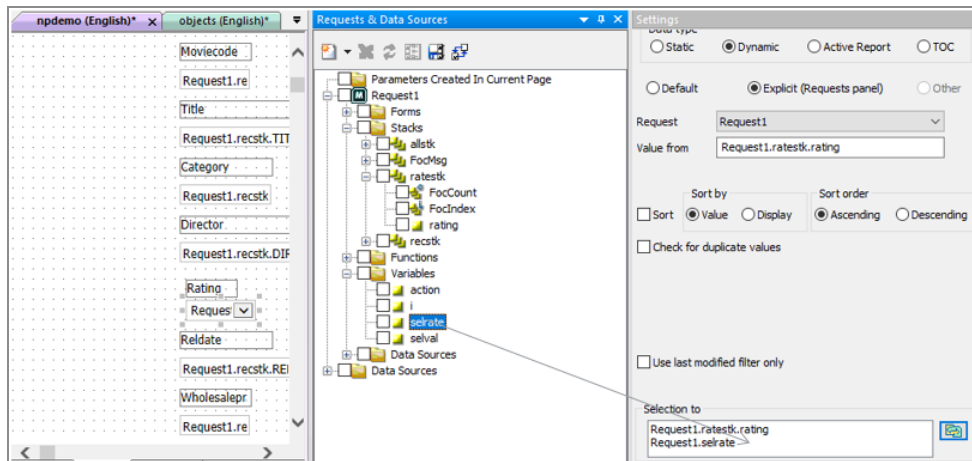 npdemo (English)* x
objects (English)*
Moviecode
Request1.re
Title
Request1.recstk.TIT
Category
Request1.recstk
Director
Request1.recstk.DIR
Rating
Reques
Reldate
Request1.recstk.REI
Wholesalepr
Request1.re
Requests & Data Sources
Parameters Created In Current Page
M Request1
Forms
Stacks
allstk
FocMsg
ratestk
FocCount
FocIndex
rating
recstk
Functions
Variables
action
i
selrate
selval
Data Sources
Data Sources
Settings
Data type
Static Dynamic Active Report TOC
Default Explicit (Requests panel) Other
Request Request1
Value from Request1.ratestk.rating
Sort by Sort order
Sort Value Display Ascending Descending
Check for duplicate values
Use last modified filter only
Selection to
Request1.ratestk.rating
Request1.selrate